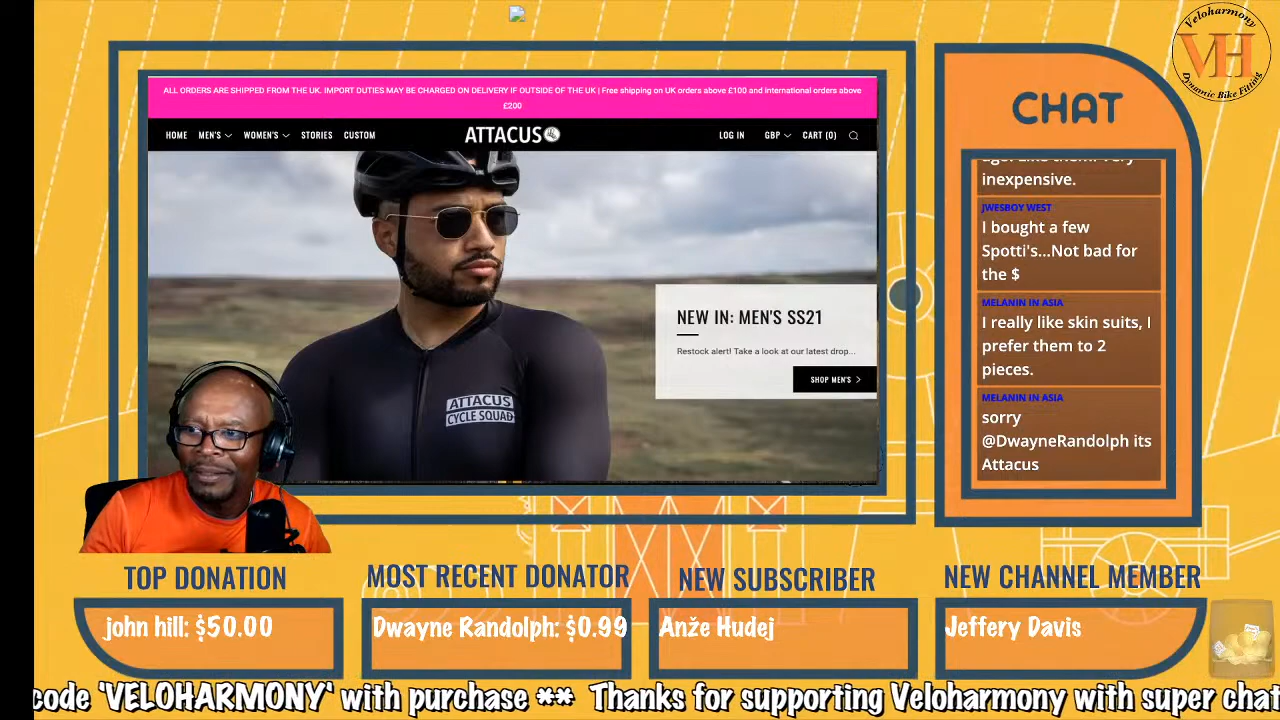 Veloharmony
VH
Dynamic Bike Fitting
ALL ORDERS ARE SHIPPED FROM THE UK. IMPORT DUTIES MAY BE CHARGED ON DELIVERY IF OUTSIDE OF THE UK | Free shipping on UK orders above £100 and international orders above
£200
HOME MEN'S WOMEN'S STORIES CUSTOM ATTACUS LOG IN GBP CART (0)
NEW IN: MEN'S SS21
Restock alert! Take a look at our latest drop...
SHOP MEN'S
ATTACUS
CYCLE SQUAD
CHAT
ago. Like them. Very
inexpensive.
JWESBOY WEST
I bought a few
Spotti's...Not bad for
the $
MELANIN IN ASIA
I really like skin suits, I
prefer them to 2
pieces.
MELANIN IN ASIA
sorry
@DwayneRandolph its
Attacus
TOP DONATION
john hill: $50.00
MOST RECENT DONATOR
Dwayne Randolph: $0.99
NEW SUBSCRIBER
Anže Hudej
NEW CHANNEL MEMBER
Jeffery Davis
code 'VELOHARMONY' with purchase ** Thanks for supporting Veloharmony with super chat